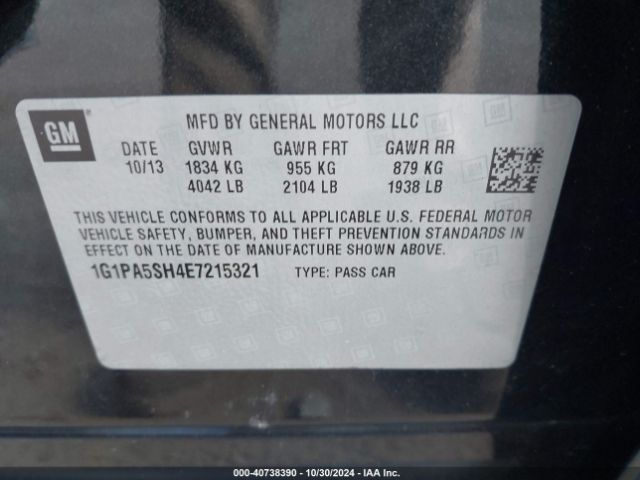 GM
MFD BY GENERAL MOTORS LLC
DATE GVWR GAWR FRT GAWR RR
10/13 1834 KG 955 KG 879 KG
4042 LB 2104 LB 1938 LB
THIS VEHICLE CONFORMS TO ALL APPLICABLE U.S. FEDERAL MOTOR
VEHICLE SAFETY, BUMPER, AND THEFT PREVENTION STANDARDS IN
EFFECT ON THE DATE OF MANUFACTURE SHOWN ABOVE.
1G1PA5SH4E7215321 TYPE: PASS CAR
000-40738390 - 10/30/2024 - IAA Inc.